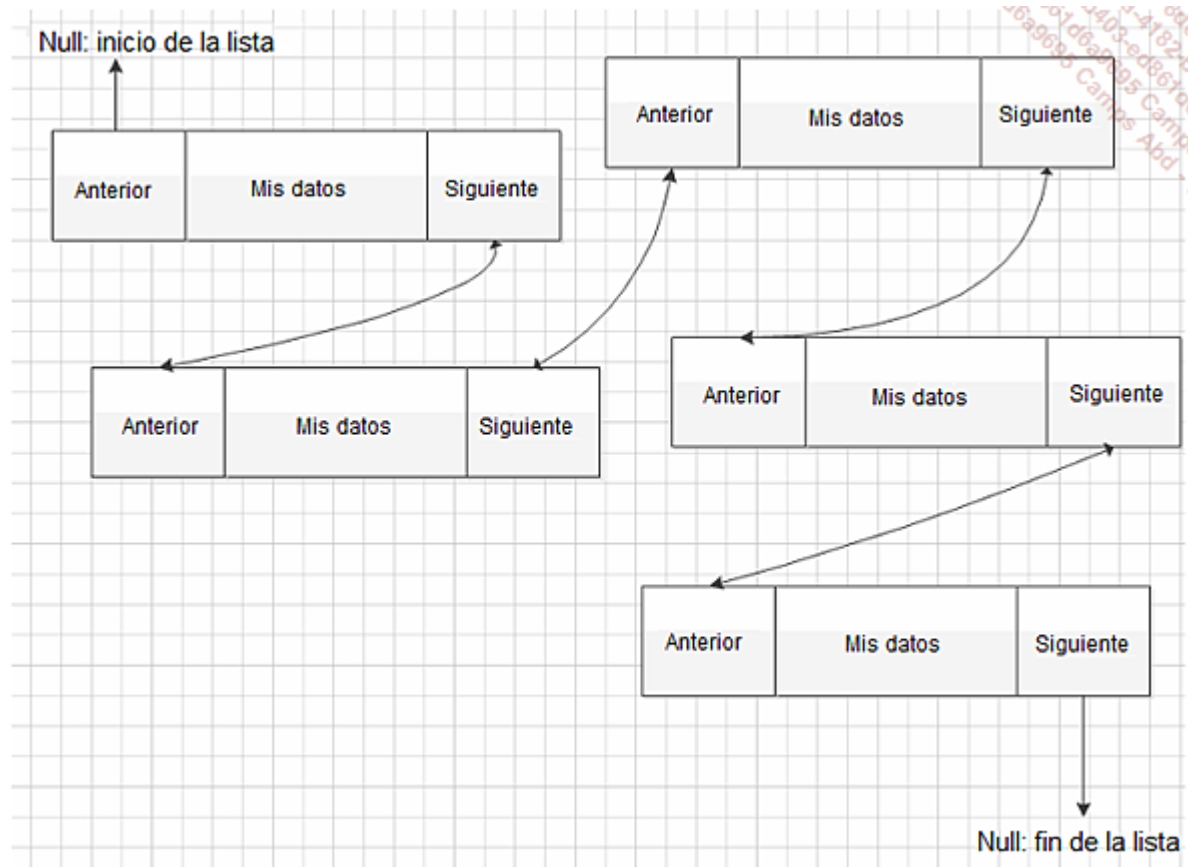 Null: inicio de la lista
Anterior
Mis datos
Siguiente
Anterior
Mis datos
Siguiente
Anterior
Mis datos
Siguiente
Anterior
Mis datos
Siguiente
Anterior
Mis datos
Siguiente
Null: fin de la lista